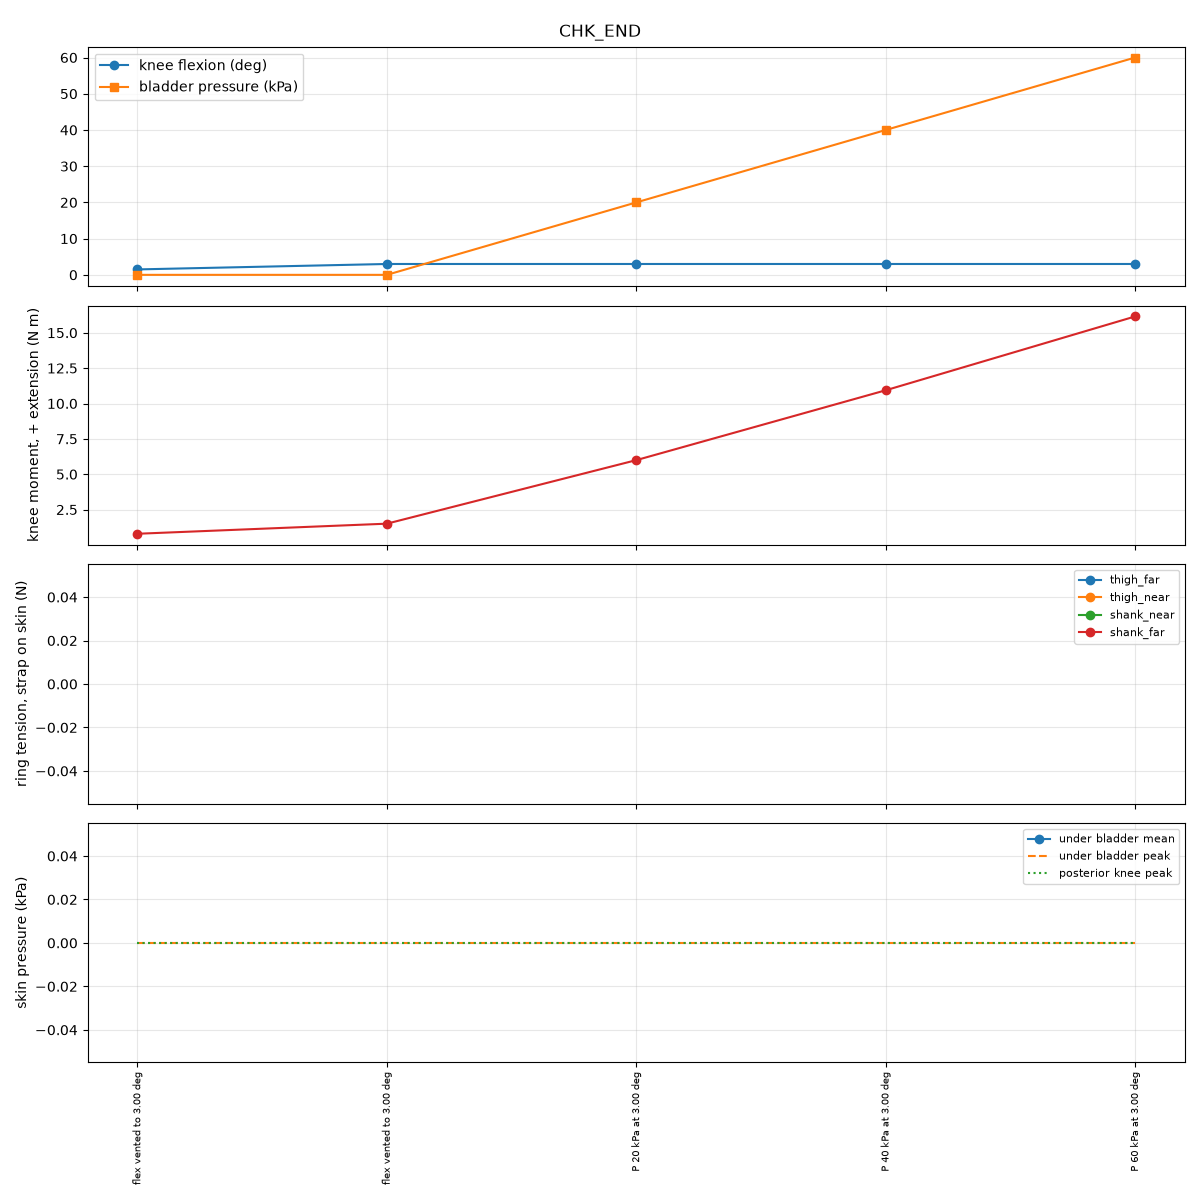 CHK_END
knee flexion (deg)
bladder pressure (kPa)
60
50
40
30
20
10
0
knee moment, + extension (N m)
15.0
12.5
10.0
7.5
5.0
2.5
ring tension, strap on skin (N)
0.04
0.02
0.00
−0.02
−0.04
thigh_far
thigh_near
shank_near
shank_far
skin pressure (kPa)
0.04
0.02
0.00
−0.02
−0.04
under bladder mean
under bladder peak
posterior knee peak
flex vented to 3.00 deg
flex vented to 3.00 deg
P 20 kPa at 3.00 deg
P 40 kPa at 3.00 deg
P 60 kPa at 3.00 deg